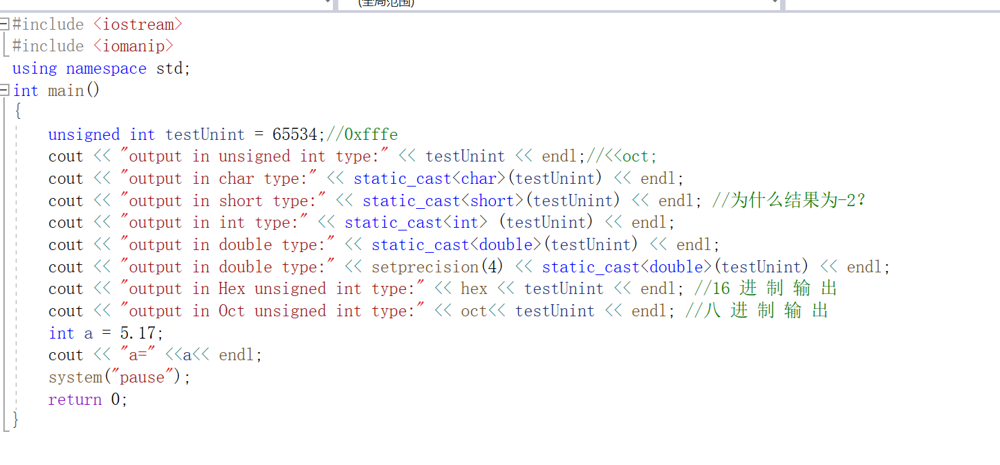 (全局范围)
#include <iostream>
#include <iomanip>
using namespace std;
int main()
{
unsigned int testUnint = 65534;//0xfffe
cout << "output in unsigned int type:" << testUnint << endl;//<<oct;
cout << "output in char type:" << static_cast<char>(testUnint) << endl;
cout << "output in short type:" << static_cast<short>(testUnint) << endl; //为什么结果为-2？
cout << "output in int type:" << static_cast<int> (testUnint) << endl;
cout << "output in double type:" << static_cast<double>(testUnint) << endl;
cout << "output in double type:" << setprecision(4) << static_cast<double>(testUnint) << endl;
cout << "output in Hex unsigned int type:" << hex << testUnint << endl; //16 进 制 输 出
cout << "output in Oct unsigned int type:" << oct<< testUnint << endl; //八 进 制 输 出
int a = 5.17;
cout << "a=" <<a<< endl;
system("pause");
return 0;
}